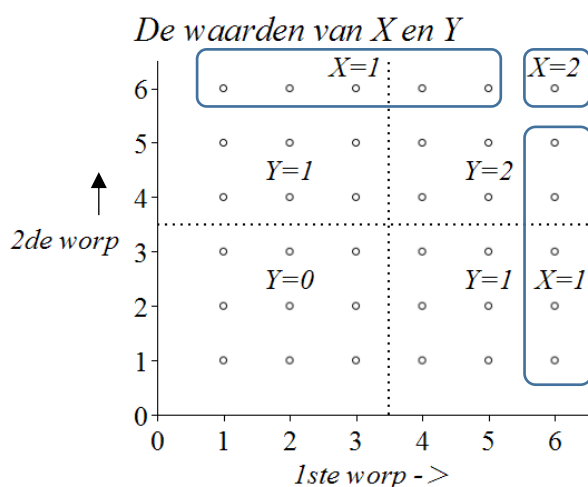 De waarden van X en Y
X=1 X=2
6
5
Y=1 Y=2
4
2de worp
3
Y=0 Y=1 X=1
2
1
0
0 1 2 3 4 5 6
1ste worp - >